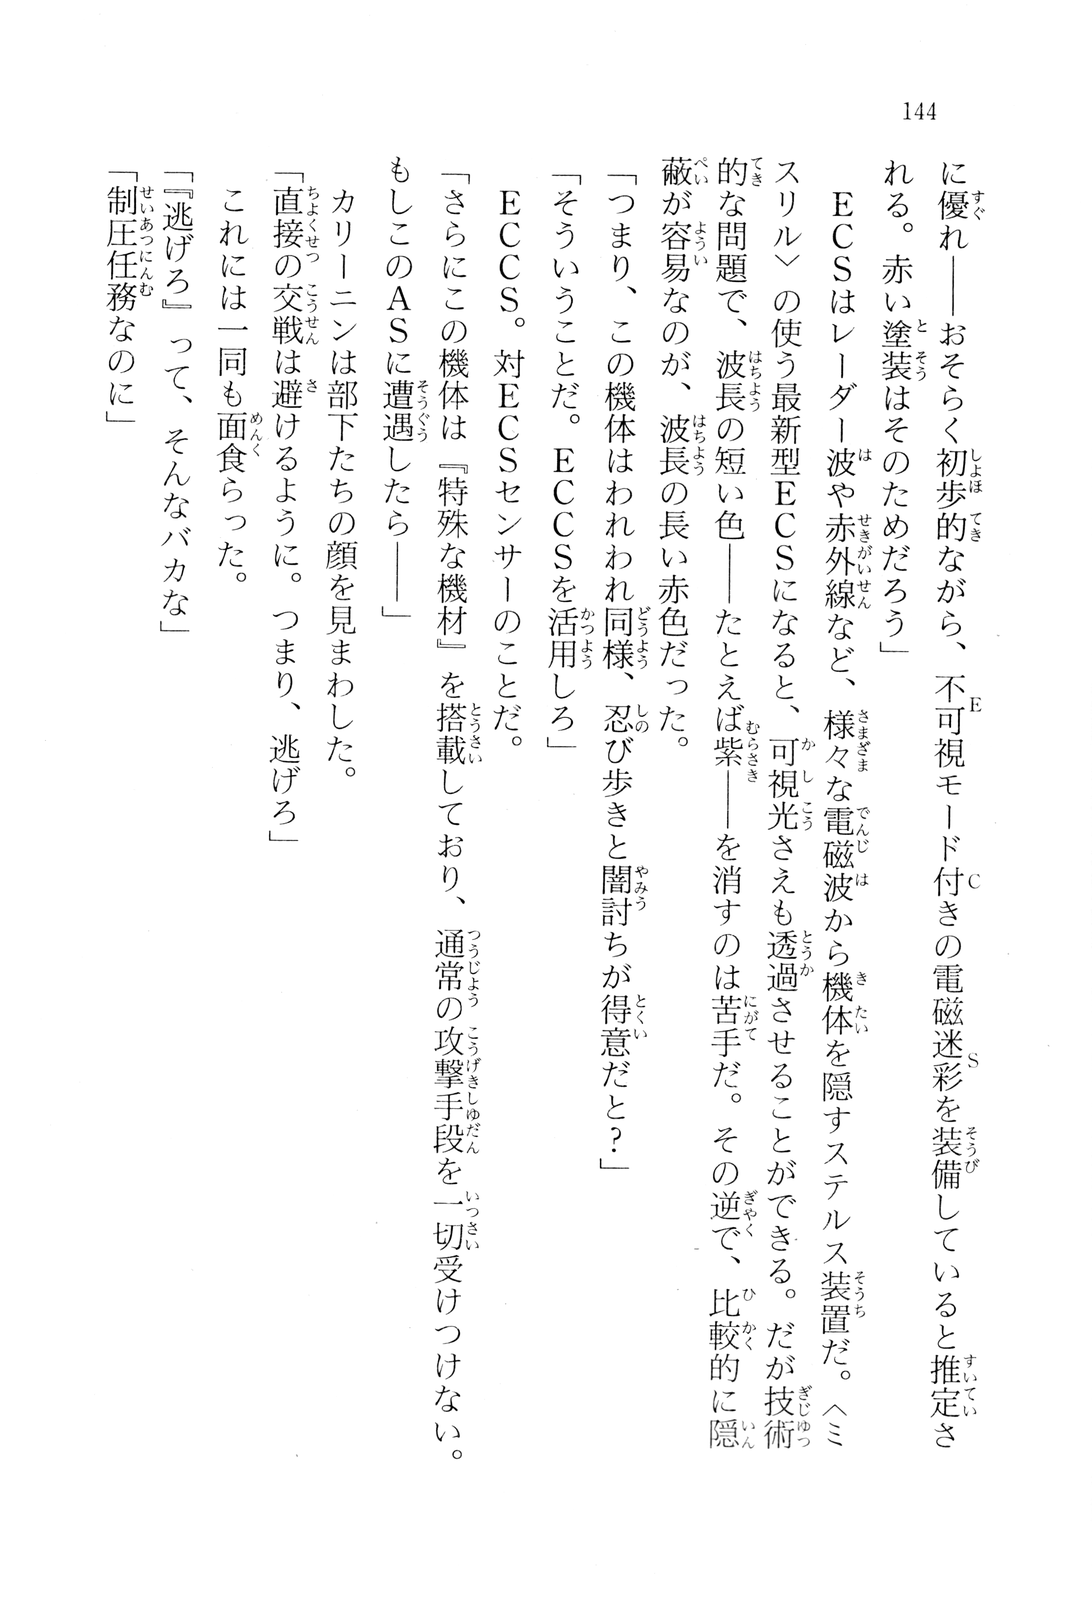 144
に優れ――おそらく初歩的ながら、不可視モード付きの電磁迷彩を装備していると推定さ
れる。赤い塗装はそのためだろう」
　ECSはレーダー波や赤外線など、様々な電磁波から機体を隠すステルス装置だ。〈ミ
スリル〉の使う最新型ECSになると、可視光さえも透過させることができる。だが技術
的な問題で、波長の短い色――たとえば紫――を消すのは苦手だ。その逆で、比較的に隠
蔽が容易なのが、波長の長い赤色だった。
「つまり、この機体はわれわれ同様、忍び歩きと闇討ちが得意だと？」
「そういうことだ。ECCSを活用しろ」
　ECCS。対ECSセンサーのことだ。
「さらにこの機体は『特殊な機材』を搭載しており、通常の攻撃手段を一切受けつけない。
もしこのASに遭遇したら――」
　カリーニンは部下たちの顔を見まわした。
「直接の交戦は避けるように。つまり、逃げろ」
　これには一同も面食らった。
「『逃げろ』って、そんなバカな」
「制圧任務なのに」